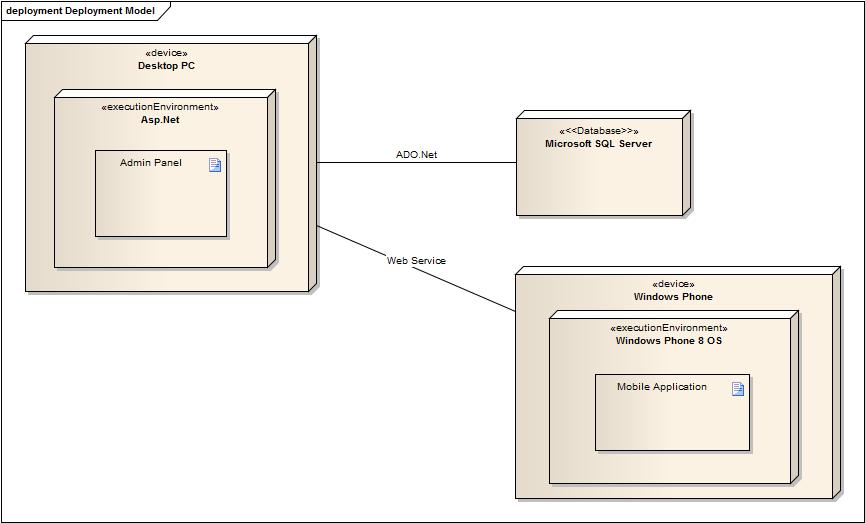 deployment Deployment Model
«device»
Desktop PC
«executionEnvironment»
Asp.Net
Admin Panel
ADO.Net
«<<Database>>»
Microsoft SQL Server
Web Service
«device»
Windows Phone
«executionEnvironment»
Windows Phone 8 OS
Mobile Application